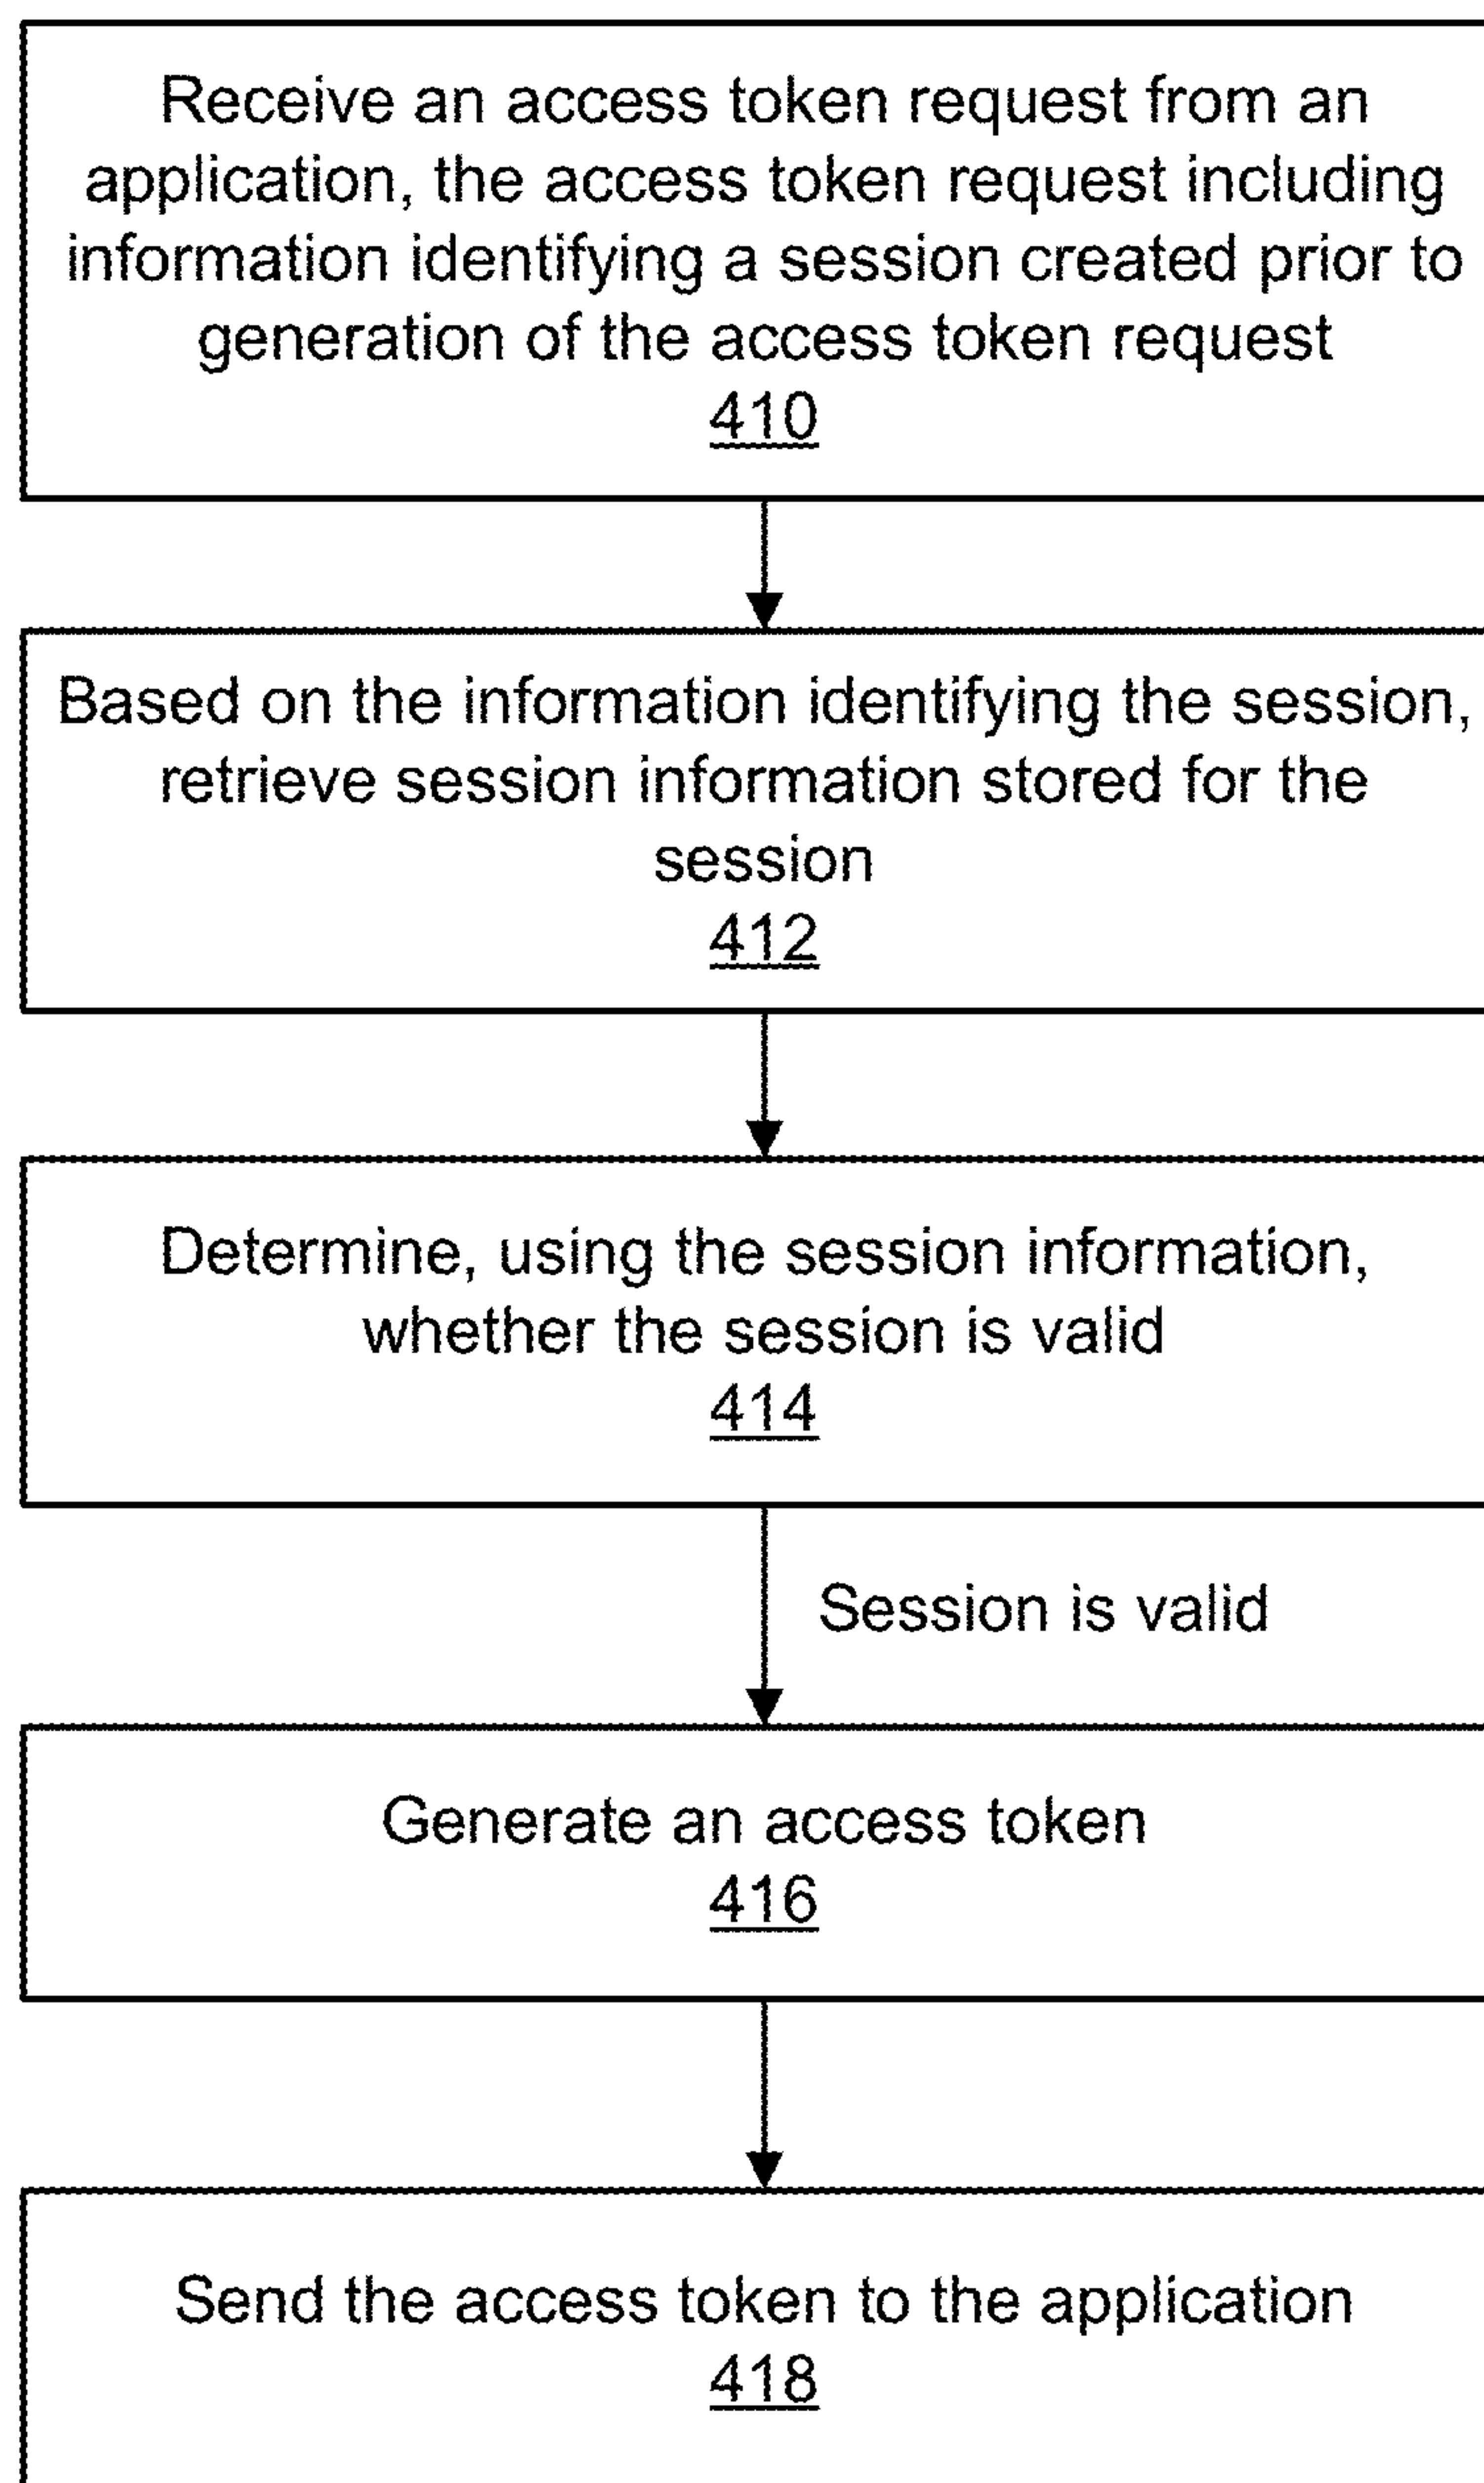 Receive an access token request from an
application, the access token request including
information identifying a session created prior to
generation of the access token request
410
Based on the information identifying the session,
retrieve session information stored for the
session
412
Determine, using the session information,
whether the session is valid
414
Session is valid
Generate an access token
416
Send the access token to the application
418